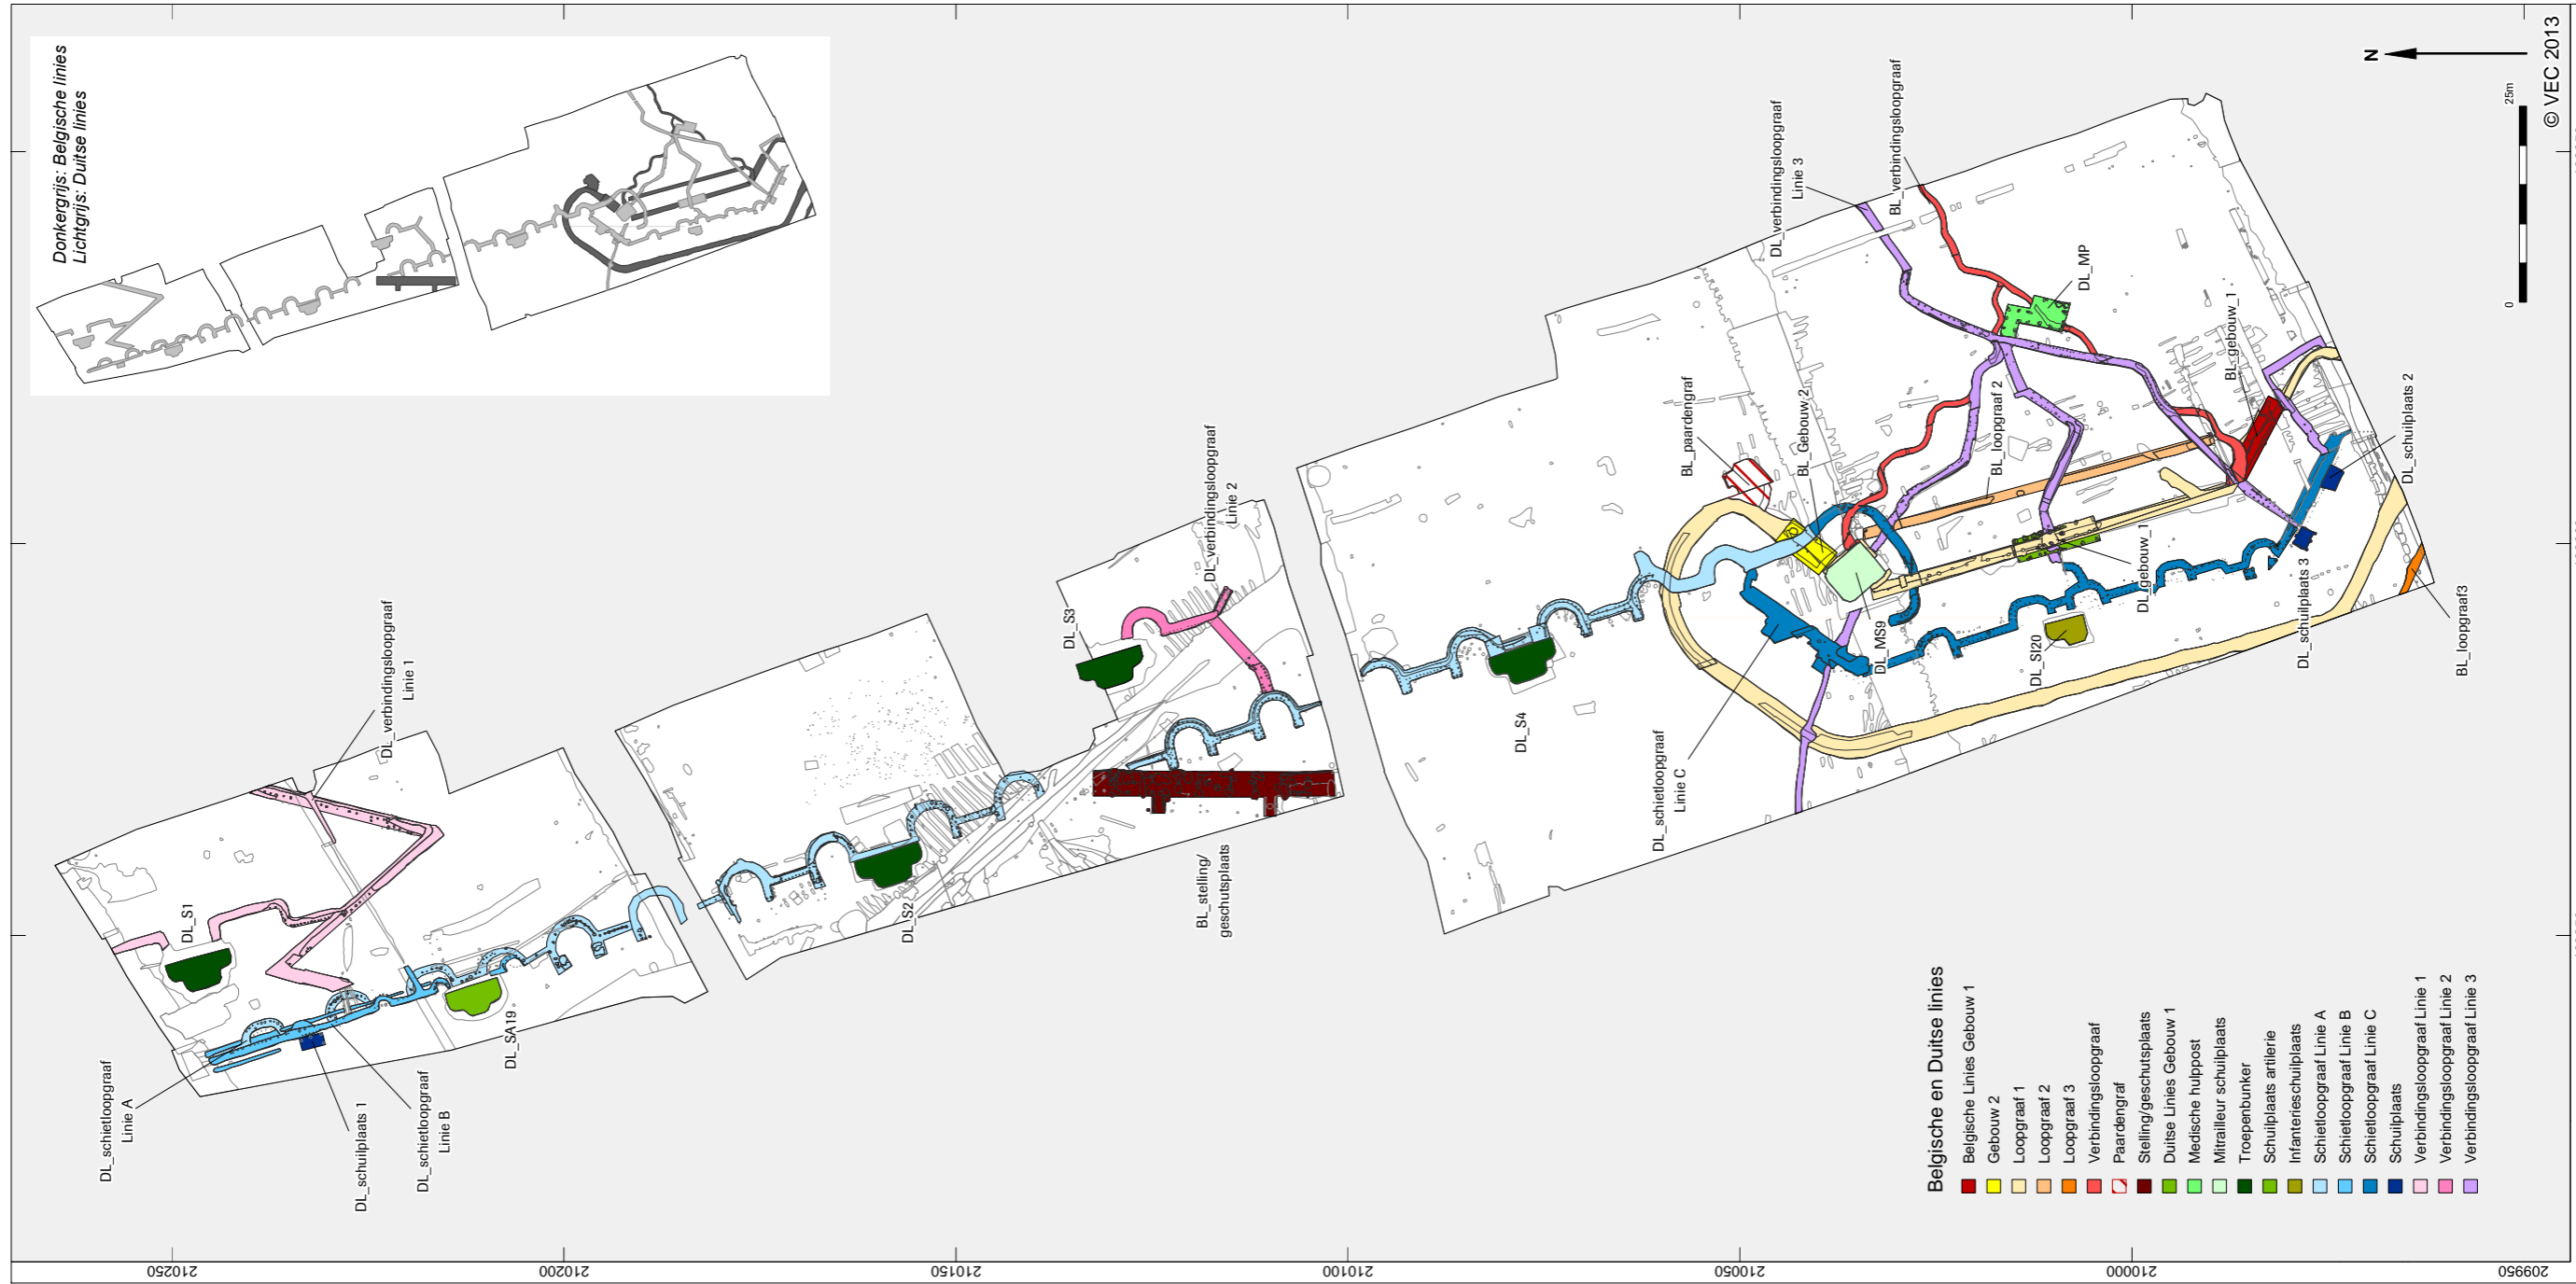 Donkergrijs: Belgische linies
Lichtgrijs: Duitse linies
DL_schietloopgraaf
Linie A
DL_schuilplaats 1
DL_schietloopgraaf
Linie B
DL_S1
DL_SA19
DL_verbindingsloopgraaf
Linie1
DL_S2
BL_stelling/
geschutsplaats
DL_S3
DL_verbindingsloopgraaf
Linie 2
DL_S4
DL_schietloopgraaf
Linie C
BL_paardengraf
BL_Gebouw 2
DL_MS9
DL_verbindingsloopgraaf
Linie 3
BL_verbindingsloopgraaf
DL_MP
BL_loopgraaf 2
DL_SI20
DL_gebouw_1
BL_gebouw_1
DL_schuilplaats 3
DL_schuilplaats 2
BL_loopgraaf3
Belgische en Duitse linies
Belgische Linies Gebouw 1
Gebouw 2
Loopgraaf 1
Loopgraaf 2
Loopgraaf 3
Verbindingsloopgraaf
Paardengraf
Stelling/geschutsplaats
Duitse Linies Gebouw 1
Medische hulppost
Mitrailleur schuilplaats
Troepenbunker
Schuilplaats artilerie
Infanterieschuilplaats
Schietloopgraaf Linie A
Schietloopgraaf Linie B
Schietloopgraaf Linie C
Schuilplaats
Verbindingsloopgraaf Linie 1
Verbindingsloopgraaf Linie 2
Verbindingsloopgraaf Linie 3
N
0
25m
© VEC 2013
210250
210200
210150
210100
210050
210000
209950